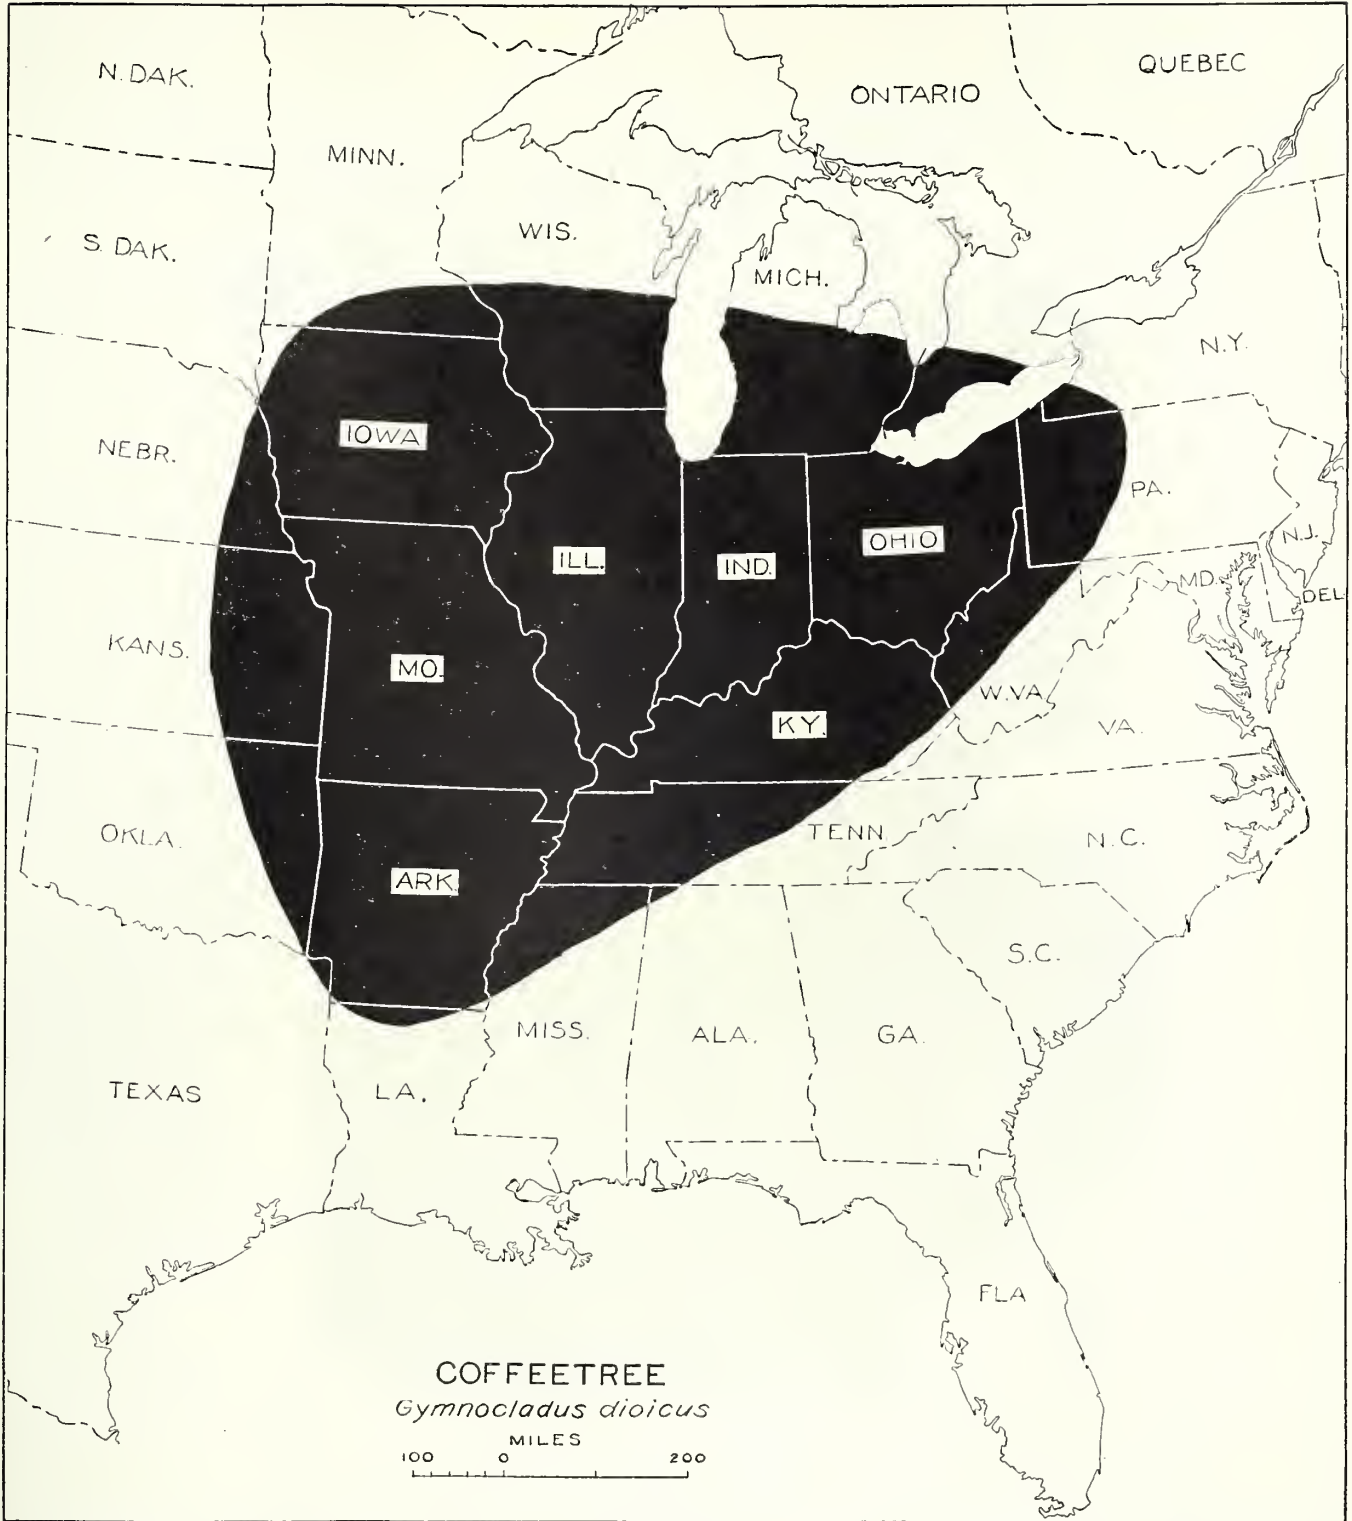 N. DAK.
MINN.
ONTARIO
QUEBEC
S. DAK.
WIS.
MICH.
N.Y.
NEBR.
IOWA
ILL.
IND.
OHIO
PA.
N.J.
MD.
DEL
KANS.
MO.
KY.
W.VA
VA.
OKLA.
ARK.
TENN.
N.C.
S.C.
TEXAS
LA.
MISS.
ALA.
GA.
FLA
COFFEETREE
Gymnocladus dioicus
MILES
100 0 200